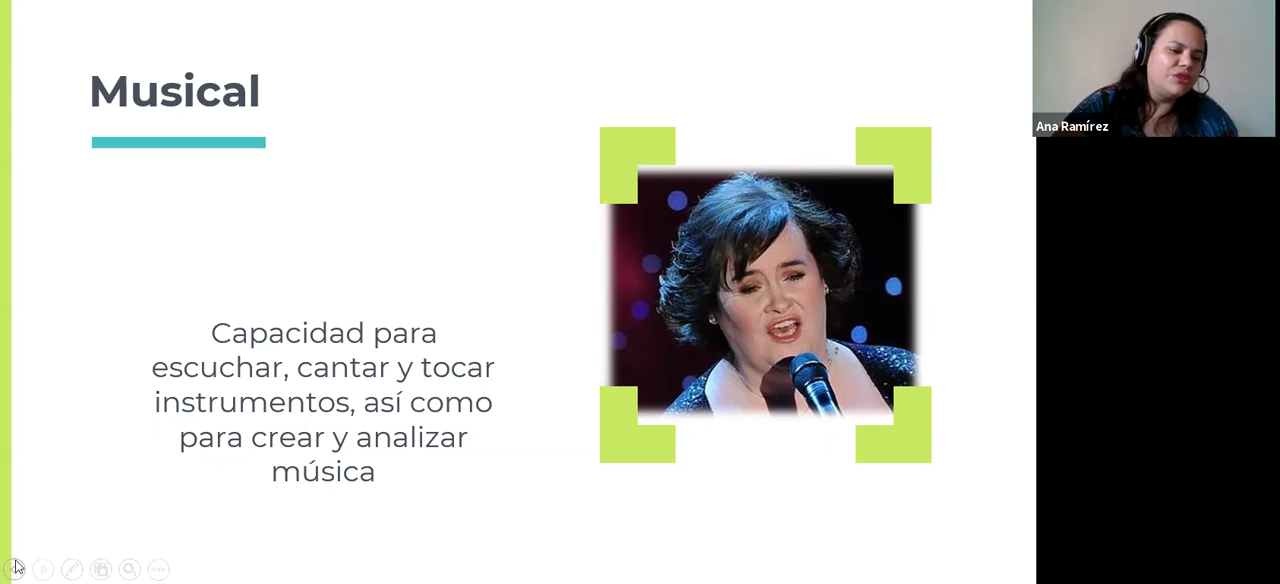 Musical
Capacidad para
escuchar, cantar y tocar
instrumentos, así como
para crear y analizar
música
Ana Ramírez